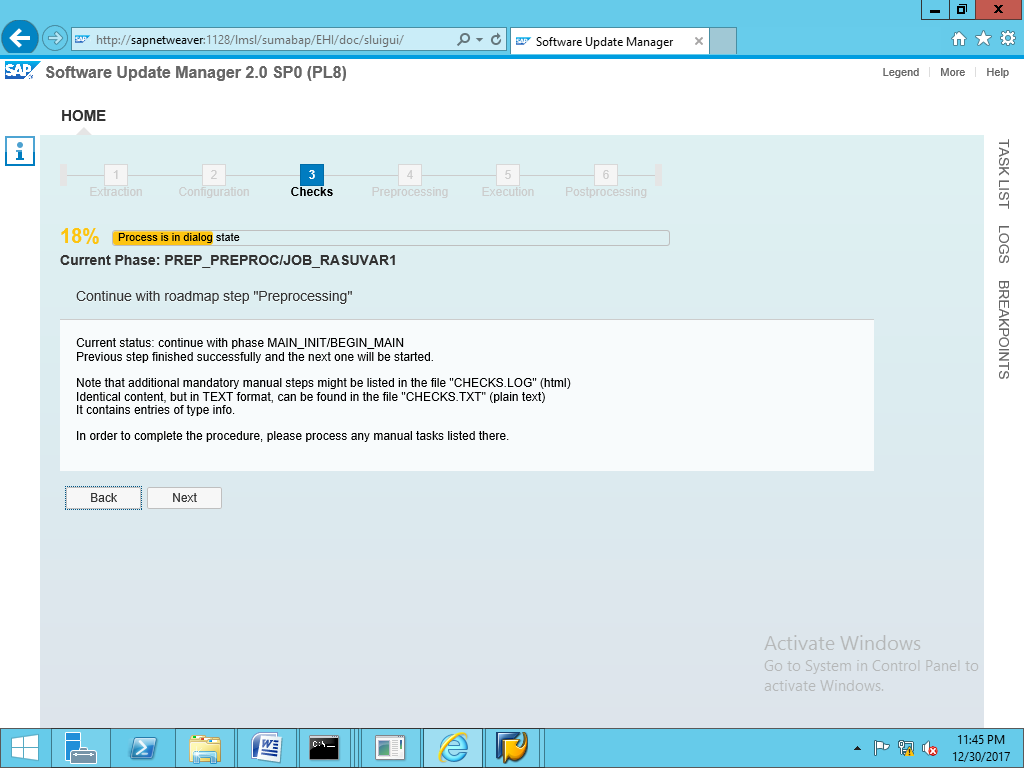 http://sapnetweaver:1128/lmsl/sumabap/EHI/doc/sluigui/
SAP Software Update Manager
SAP Software Update Manager 2.0 SP0 (PL8)
Legend More Help
HOME
1 2 3 4 5 6
Extraction Configuration Checks Preprocessing Execution Postprocessing
18% Process is in dialog state
Current Phase: PREP_PREPROC/JOB_RASUVAR1
Continue with roadmap step "Preprocessing"
Current status: continue with phase MAIN_INIT/BEGIN_MAIN
Previous step finished successfully and the next one will be started.
Note that additional mandatory manual steps might be listed in the file "CHECKS.LOG" (html)
Identical content, but in TEXT format, can be found in the file "CHECKS.TXT" (plain text)
It contains entries of type info.
In order to complete the procedure, please process any manual tasks listed there.
Back Next
TASK LIST
LOGS
BREAKPOINTS
Activate Windows
Go to System in Control Panel to
activate Windows.
11:45 PM
12/30/2017